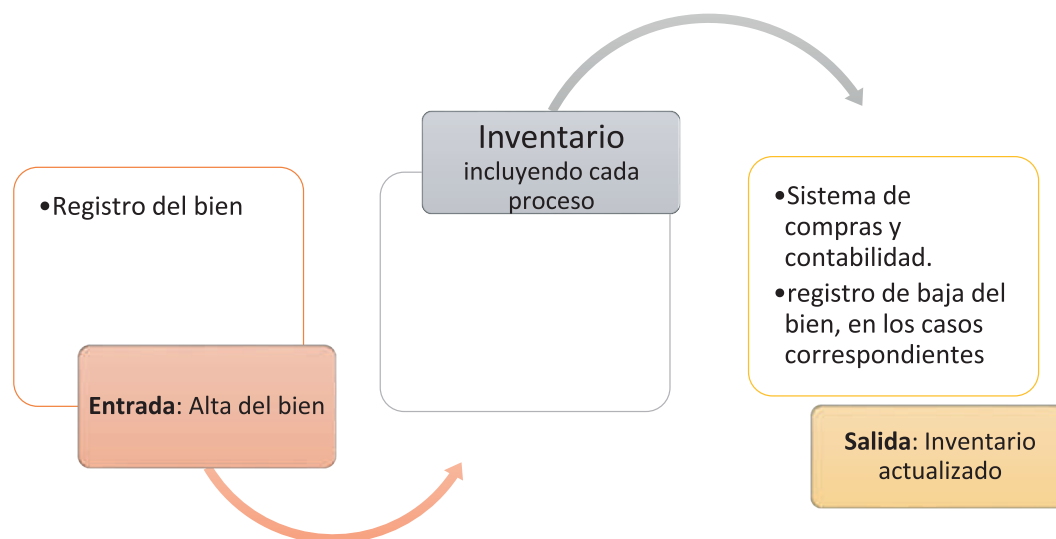 •Registro del bien
Entrada: Alta del bien
Inventario
incluyendo cada
proceso
•Sistema de
compras y
contabilidad.
•registro de baja del
bien, en los casos
correspondientes
Salida: Inventario
actualizado